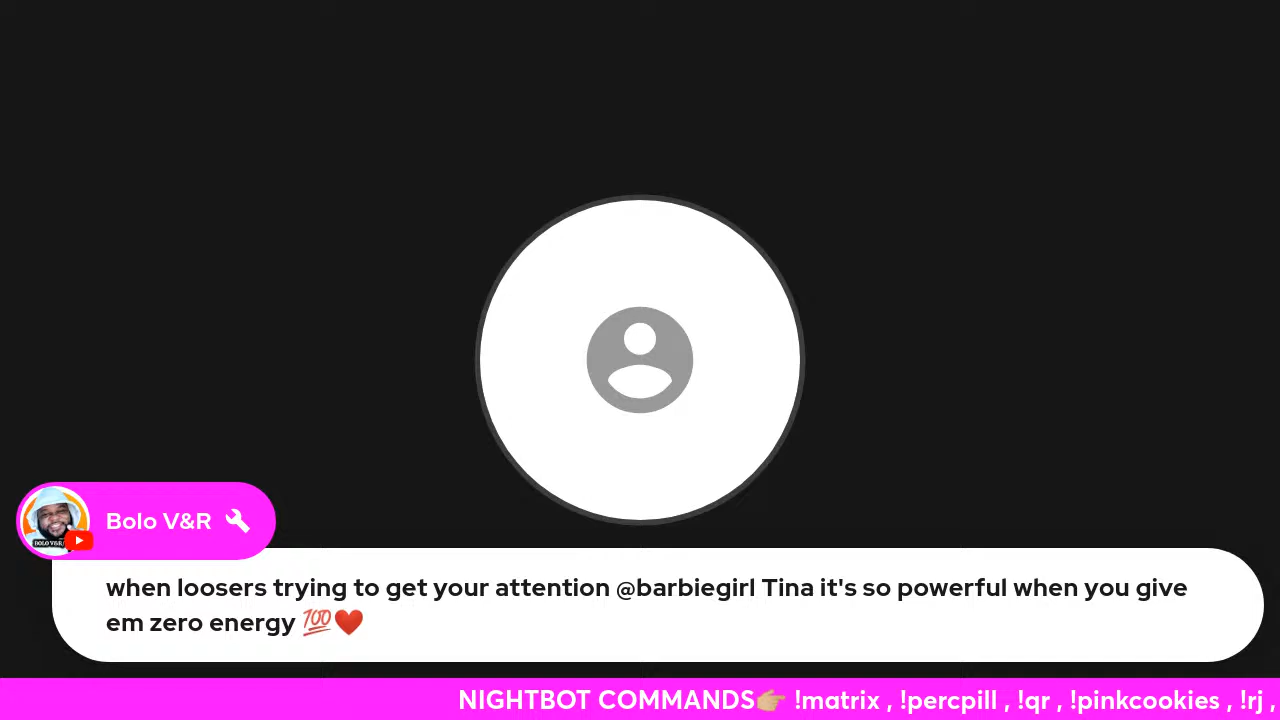 Bolo V&R
BOLO V&R
when loosers trying to get your attention @barbiegirl Tina it's so powerful when you give
em zero energy 💯❤️
NIGHTBOT COMMANDS👉🏼 !matrix , !percpill , !qr , !pinkcookies , !rj ,